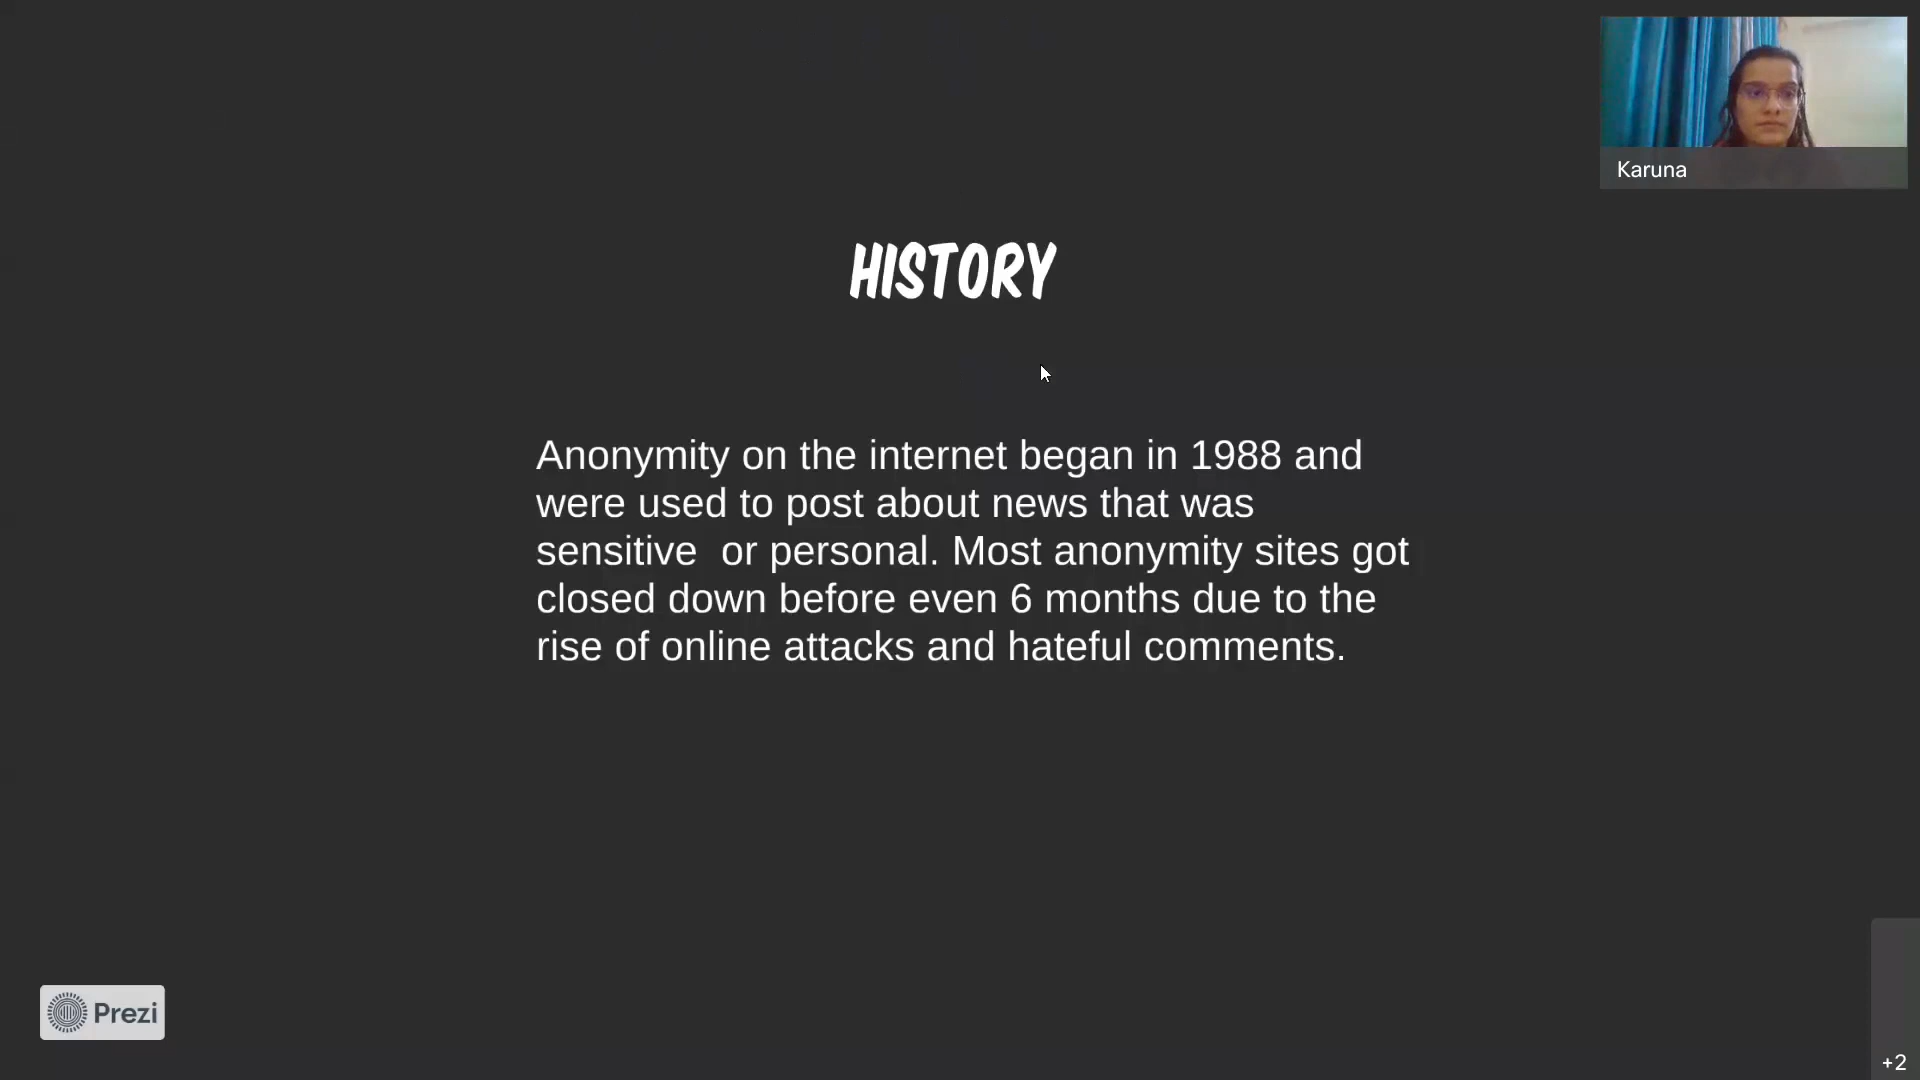 Karuna
HISTORY
Anonymity on the internet began in 1988 and
were used to post about news that was
sensitive  or personal. Most anonymity sites got
closed down before even 6 months due to the
rise of online attacks and hateful comments.
Prezi
+2